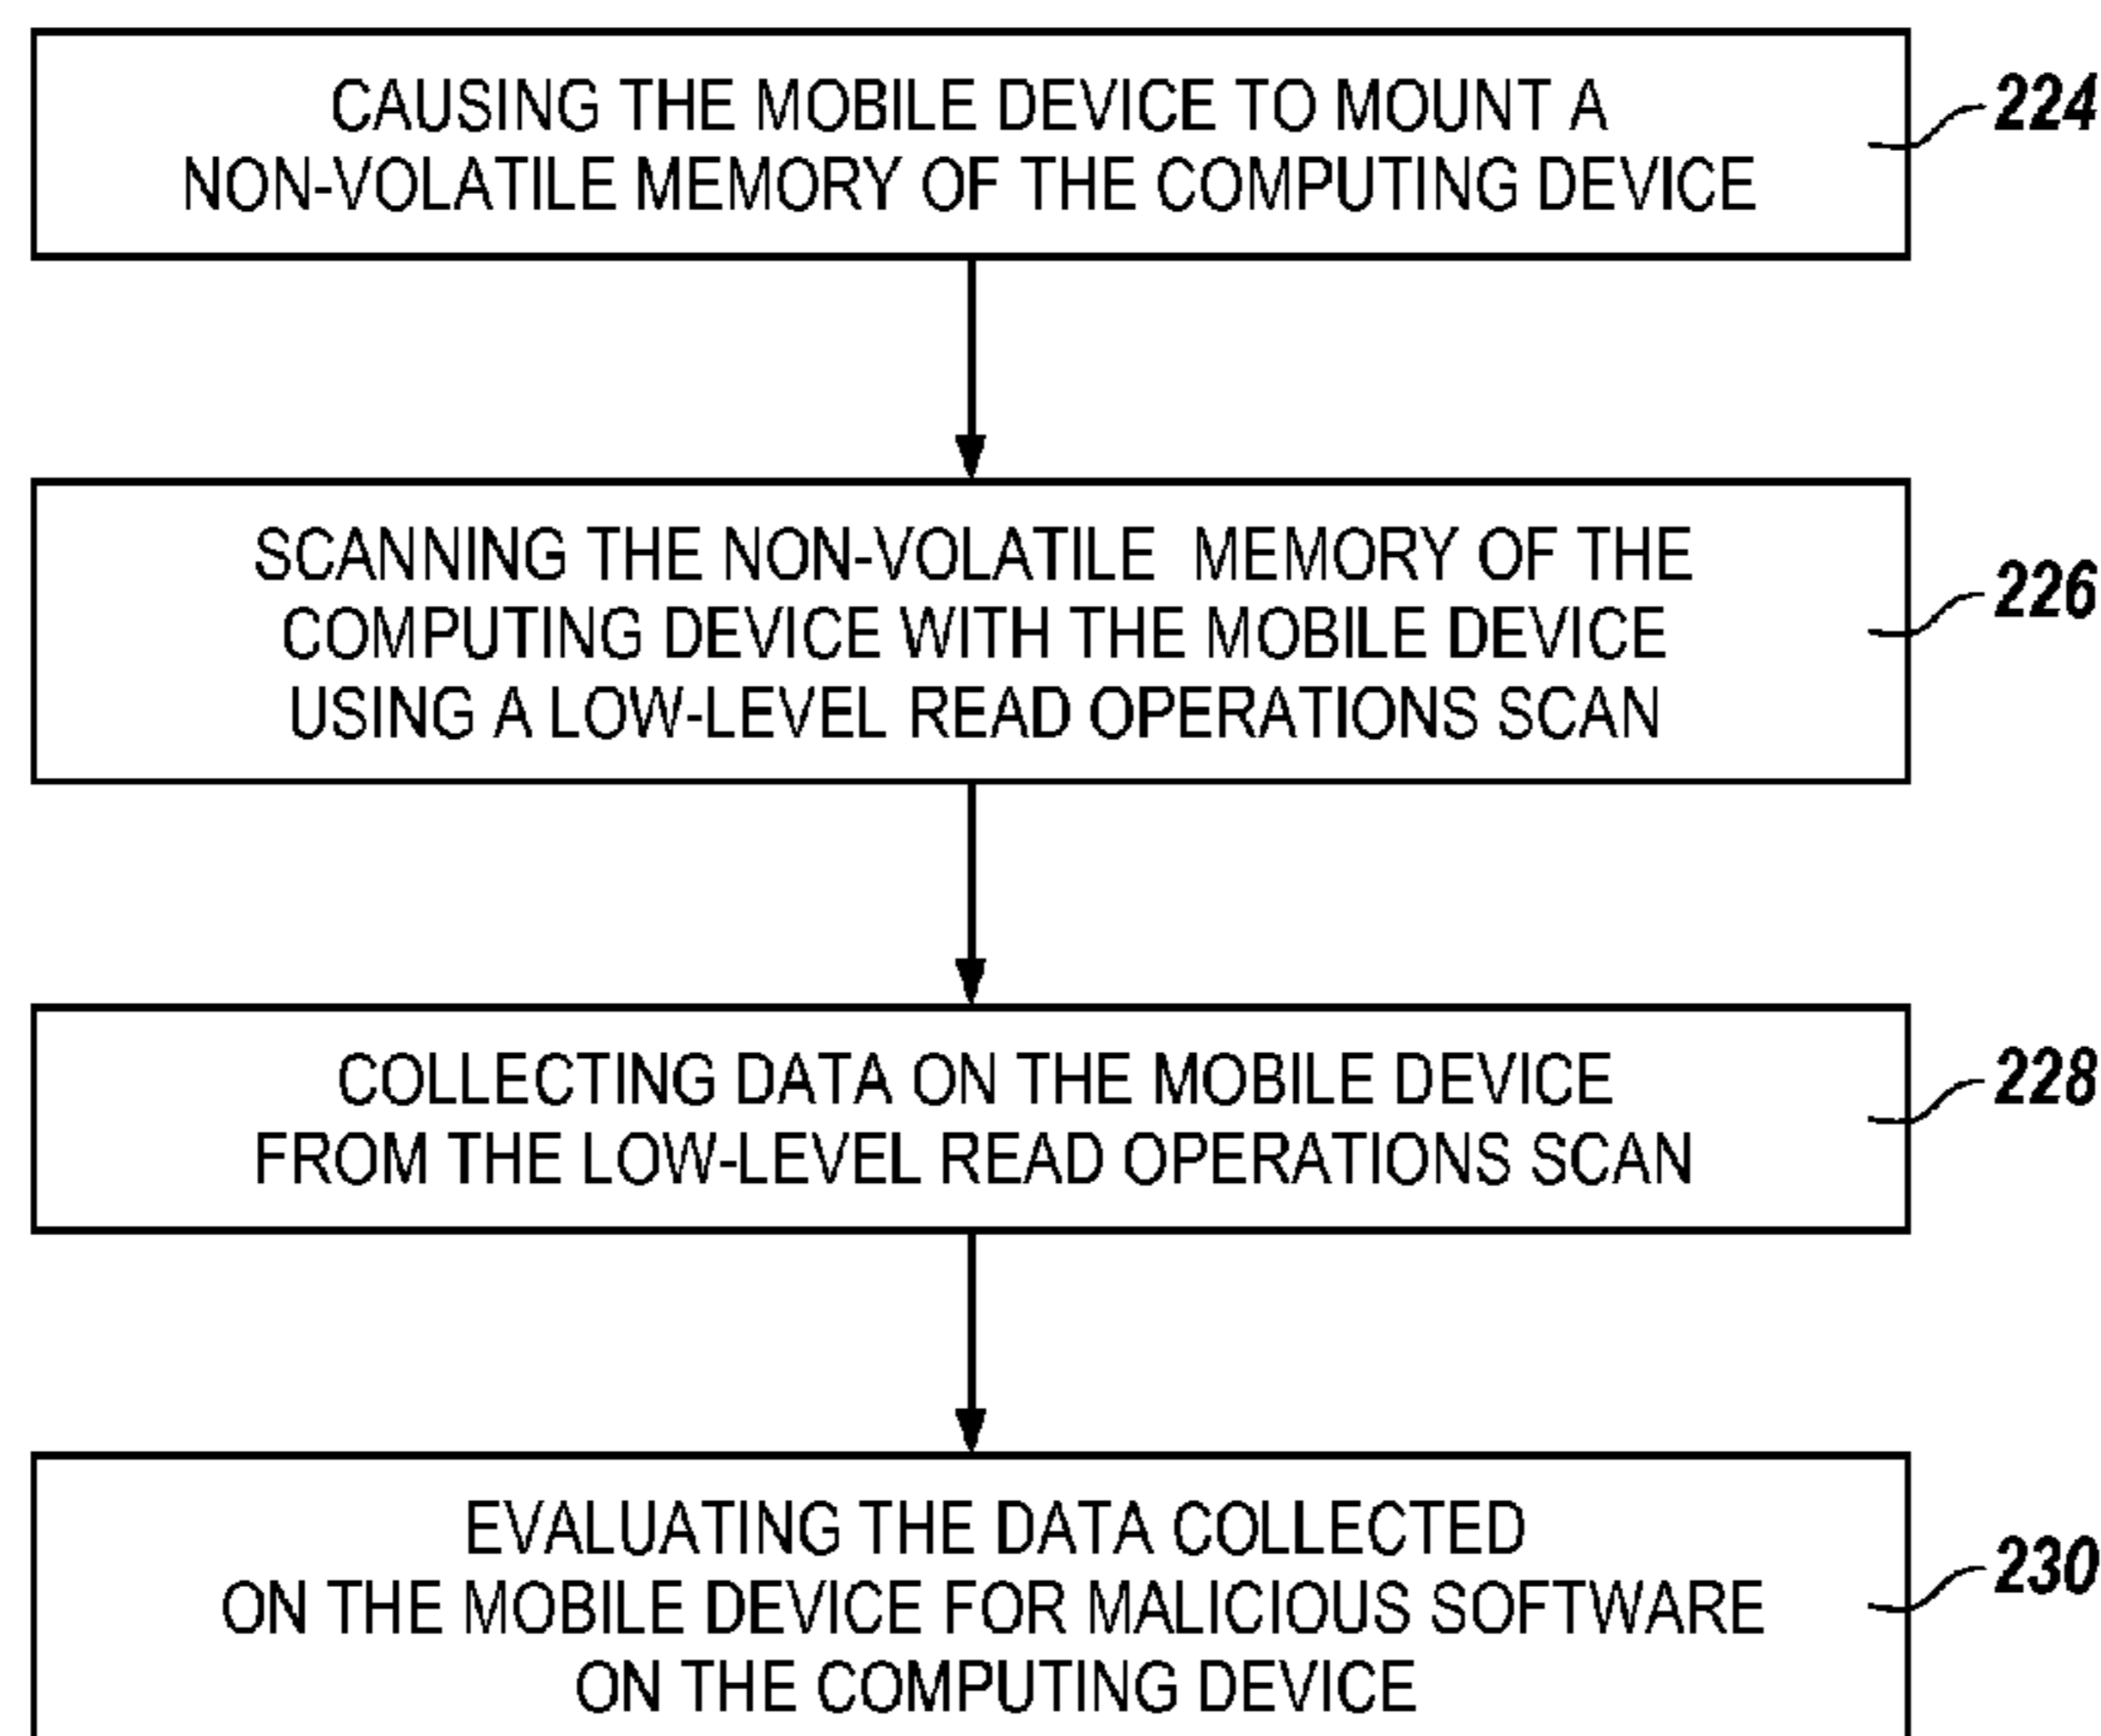 CAUSING THE MOBILE DEVICE TO MOUNT A
NON-VOLATILE MEMORY OF THE COMPUTING DEVICE
224
SCANNING THE NON-VOLATILE MEMORY OF THE
COMPUTING DEVICE WITH THE MOBILE DEVICE
USING A LOW-LEVEL READ OPERATIONS SCAN
226
COLLECTING DATA ON THE MOBILE DEVICE
FROM THE LOW-LEVEL READ OPERATIONS SCAN
228
EVALUATING THE DATA COLLECTED
ON THE MOBILE DEVICE FOR MALICIOUS SOFTWARE
ON THE COMPUTING DEVICE
230